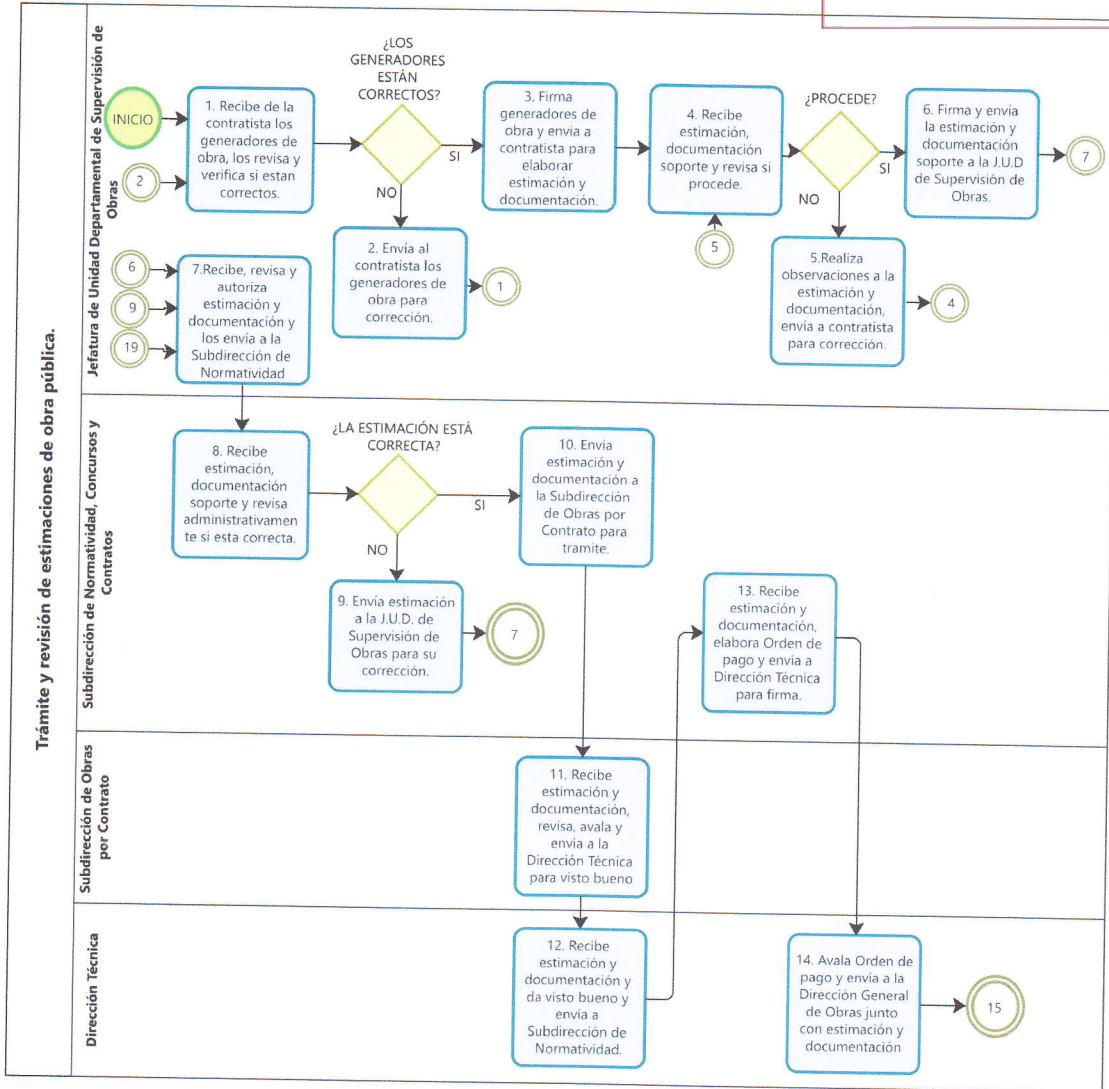 Trámite y revisión de estimaciones de obra pública.
Jefatura de Unidad Departamental de Supervisión de
Obras
INICIO
2
1. Recibe de la
contratista los
generadores de
obra, los revisa y
verifica si estan
correctos.
¿LOS
GENERADORES
ESTÁN
CORRECTOS?
SI
NO
2. Envía al
contratista los
generadores de
obra para
corrección.
1
3. Firma
generadores de
obra y envia a
contratista para
elaborar
estimación y
documentación.
4. Recibe
estimación,
documentación
soporte y revisa si
procede.
5
¿PROCEDE?
SI
NO
5.Realiza
observaciones a la
estimación y
documentación,
envía a contratista
para corrección.
4
6. Firma y envía
la estimación y
documentación
soporte a la J.U.D
de Supervisión de
Obras.
7
6
9
19
7.Recibe, revisa y
autoriza
estimación y
documentación y
los envía a la
Subdirección de
Normatividad
Subdirección de Normatividad, Concursos y
Contratos
8. Recibe
estimación,
documentación
soporte y revisa
administrativamen
te si esta correcta.
¿LA ESTIMACIÓN ESTÁ
CORRECTA?
SI
NO
9. Envía estimación
a la J.U.D. de
Supervisión de
Obras para su
corrección.
7
10. Envia
estimación y
documentación a
la Subdirección
de Obras por
Contrato para
tramite.
13. Recibe
estimación y
documentación,
elabora Orden de
pago y envia a
Dirección Técnica
para firma.
Subdirección de Obras
por Contrato
11. Recibe
estimación y
documentación,
revisa, avala y
envia a la
Dirección Técnica
para visto bueno
Dirección Técnica
12. Recibe
estimación y
documentación y
da visto bueno y
envía a
Subdirección de
Normatividad.
14. Avala Orden de
pago y envía a la
Dirección General
de Obras junto
con estimación y
documentación
15